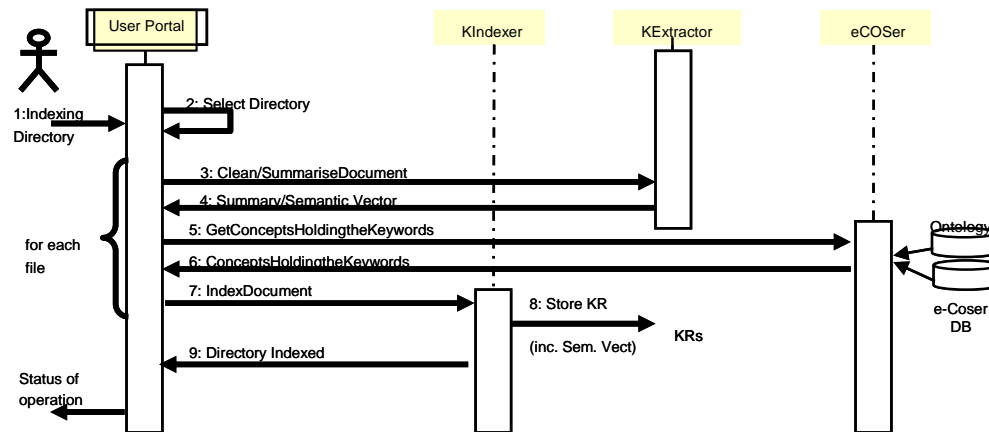 User Portal
KIndexer
KExtractor
eCOSer
1:Indexing
Directory
2: Select Directory
3: Clean/SummariseDocument
4: Summary/Semantic Vector
for each
file
5: GetConceptsHoldingtheKeywords
6: ConceptsHoldingtheKeywords
Ontology
e-Coser
DB
7: IndexDocument
8: Store KR
(inc. Sem. Vect)
KRs
9: Directory Indexed
Status of
operation